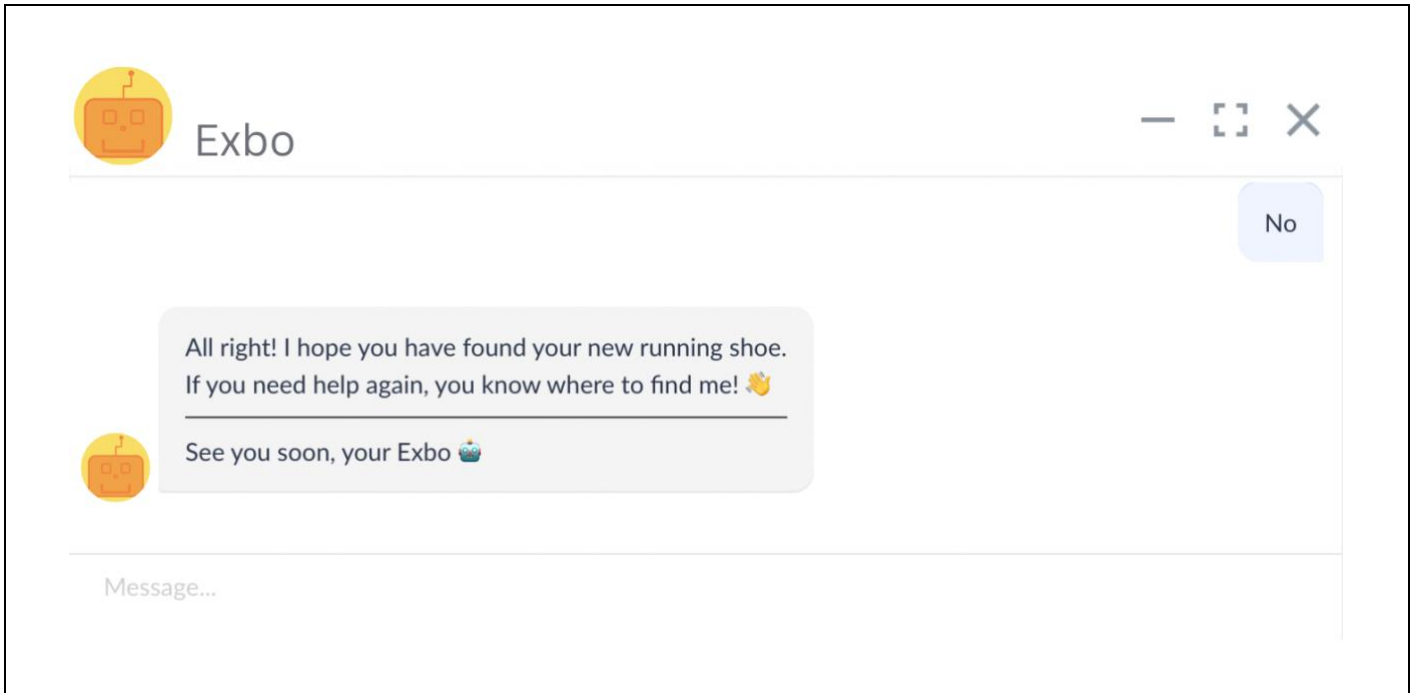 Exbo
No
All right! I hope you have found your new running shoe.
If you need help again, you know where to find me! 👋
See you soon, your Exbo 🤖
Message...